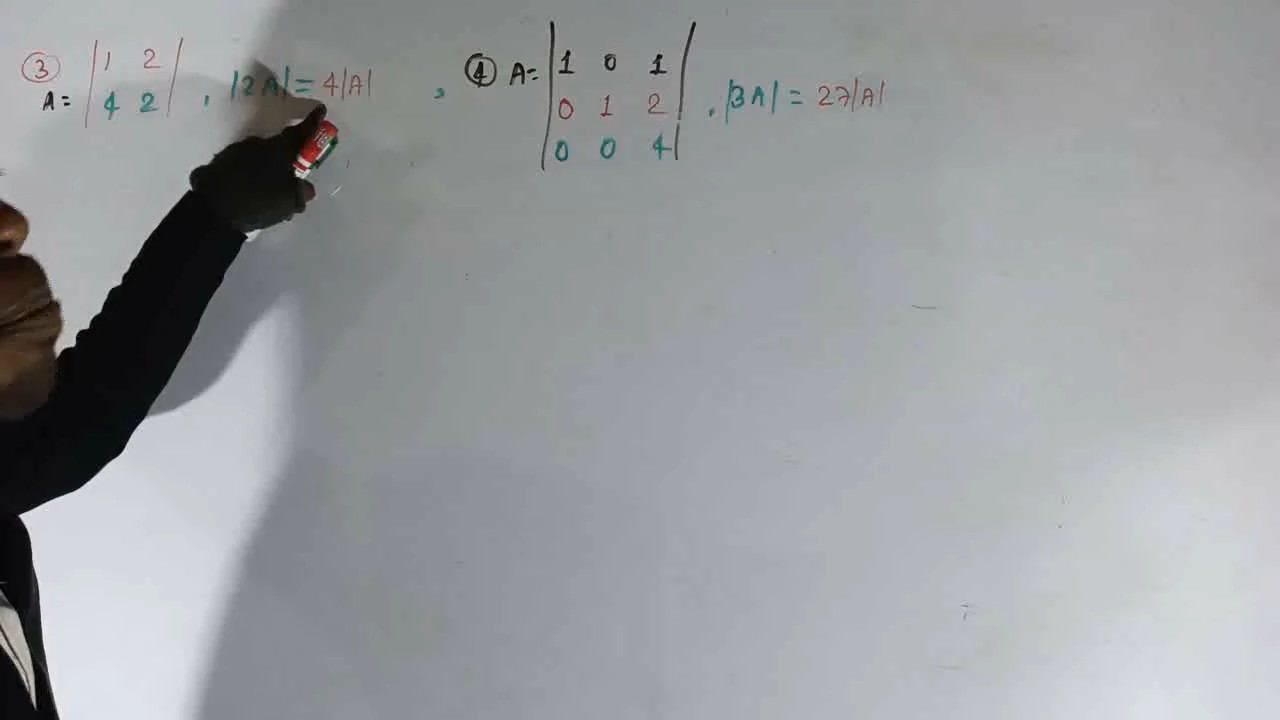 ③ A = | 1 2 | , |2A| = 4|A| ,
| 4 2 |
④ A = | 1 0 1 | , |3A| = 27|A|
| 0 1 2 |
| 0 0 4 |